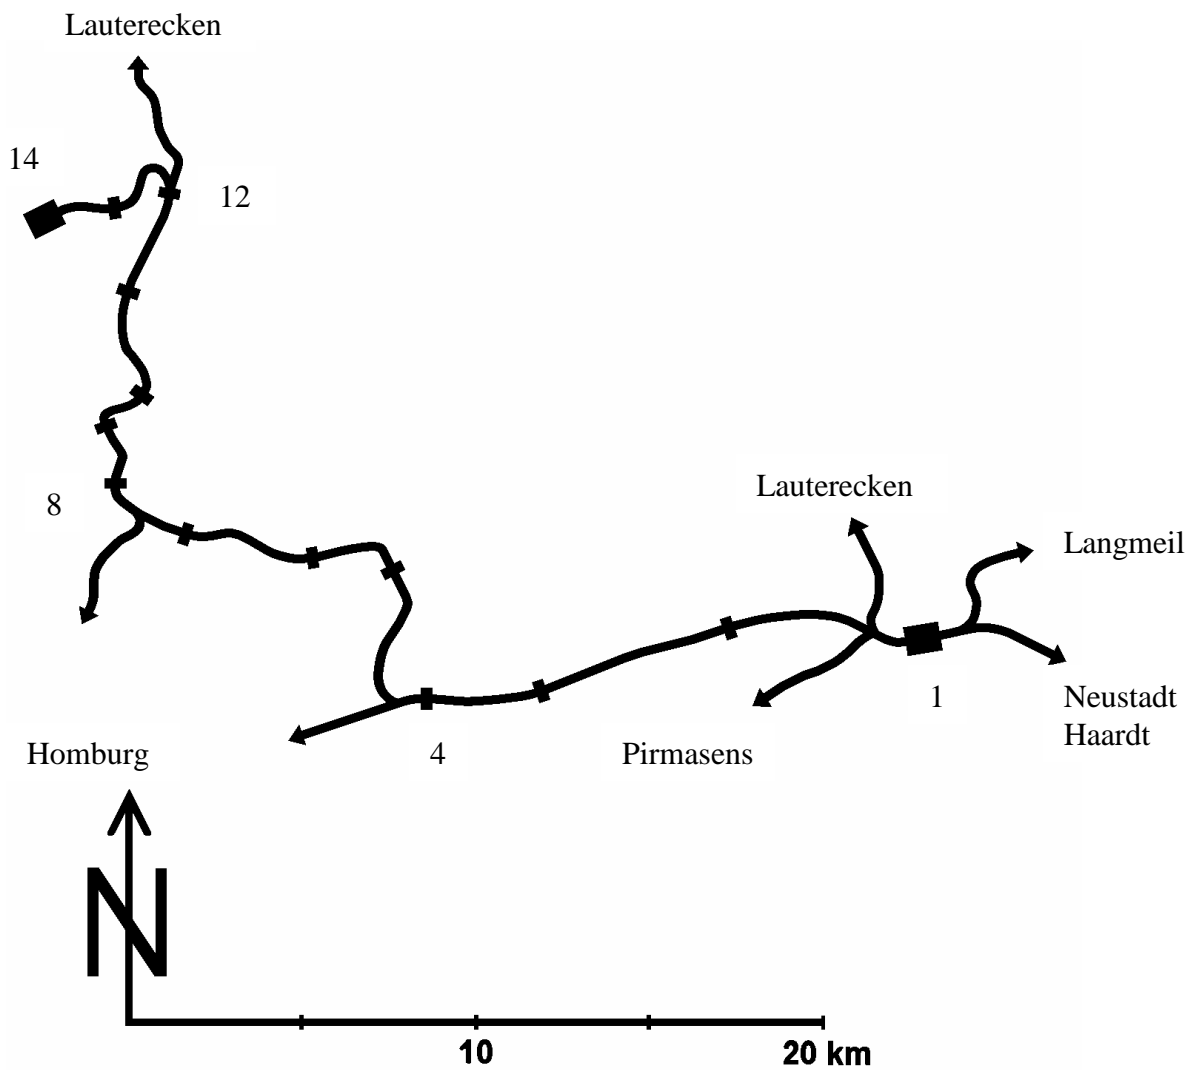 Lauterecken
14
12
8
Lauterecken
Langmeil
1
Neustadt
Haardt
Homburg
4
Pirmasens
N
10
20 km